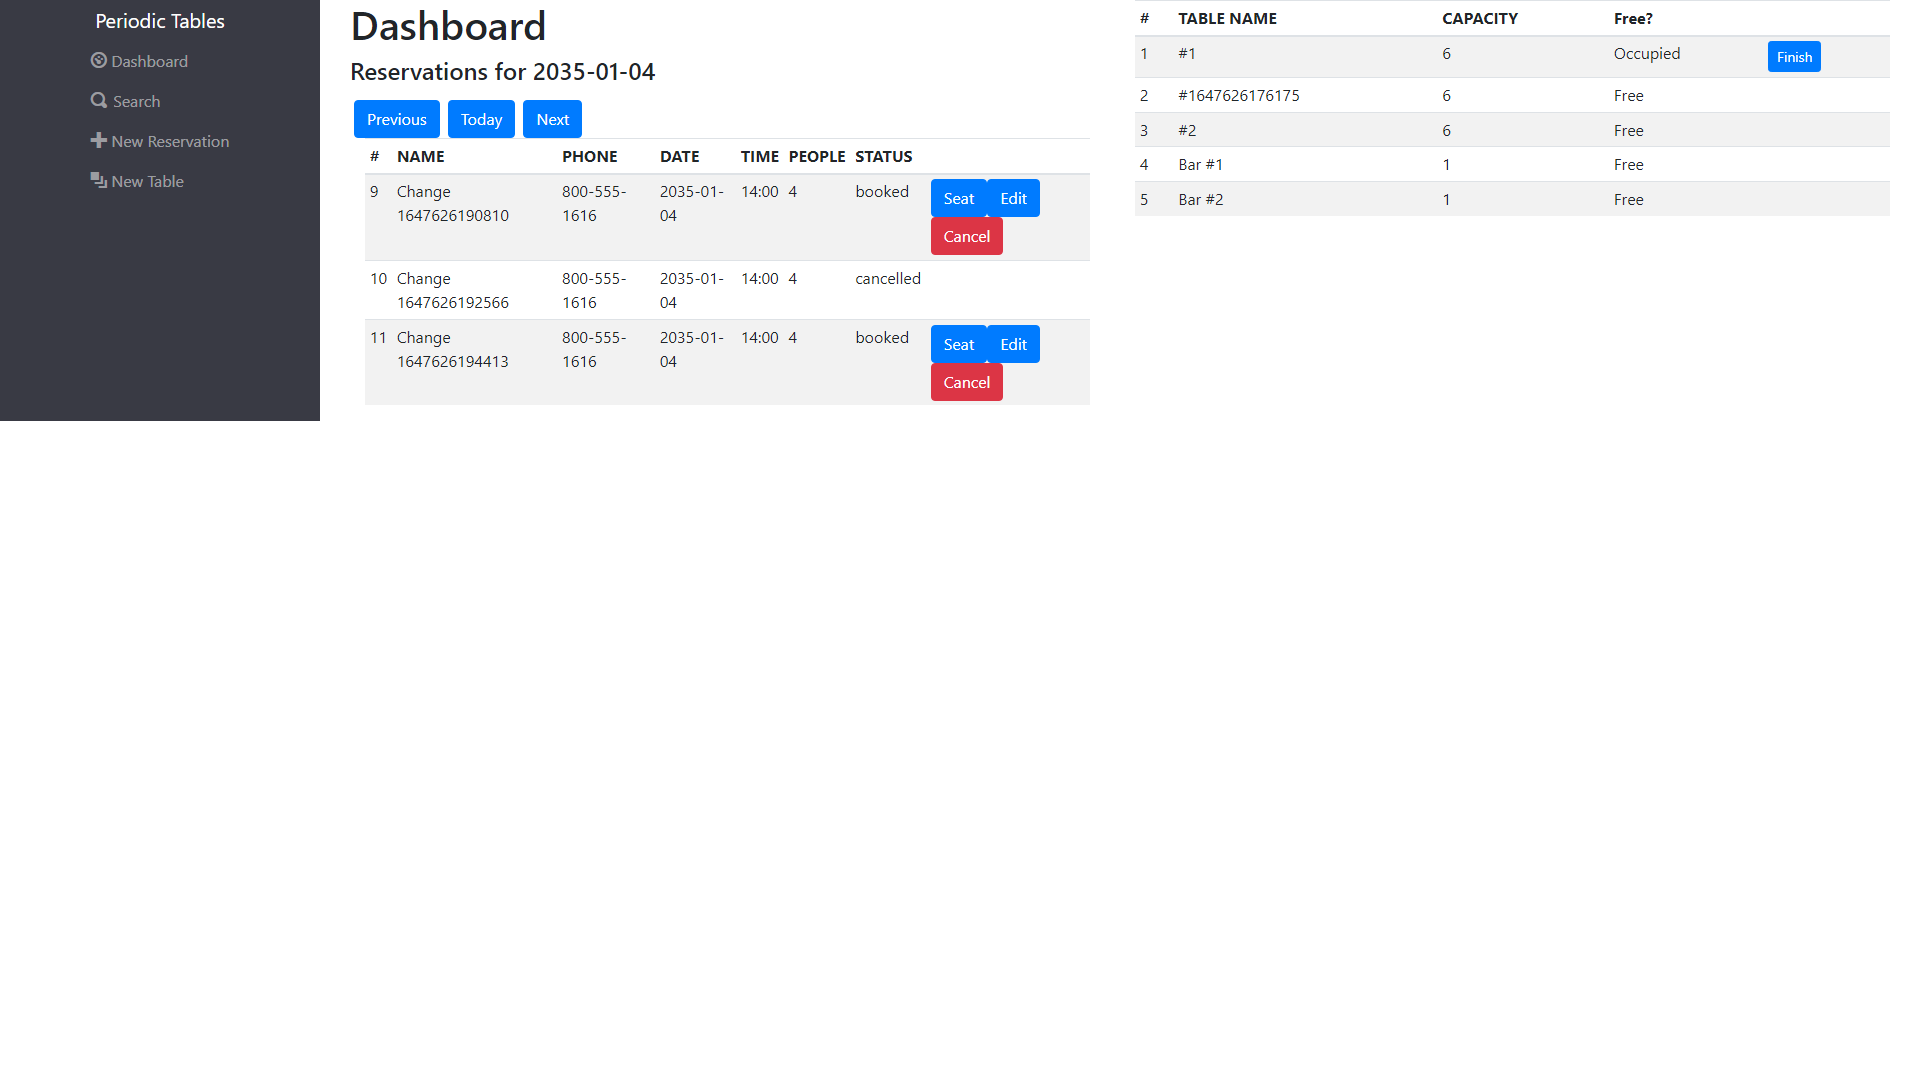 Periodic Tables
Dashboard
Search
New Reservation
New Table
Dashboard
Reservations for 2035-01-04
Previous Today Next
# NAME PHONE DATE TIME PEOPLE STATUS
9 Change 800-555- 2035-01- 14:00 4 booked Seat Edit
1647626190810 1616 04
Cancel
10 Change 800-555- 2035-01- 14:00 4 cancelled
1647626192566 1616 04
11 Change 800-555- 2035-01- 14:00 4 booked Seat Edit
1647626194413 1616 04
Cancel
# TABLE NAME CAPACITY Free?
1 #1 6 Occupied Finish
2 #1647626176175 6 Free
3 #2 6 Free
4 Bar #1 1 Free
5 Bar #2 1 Free